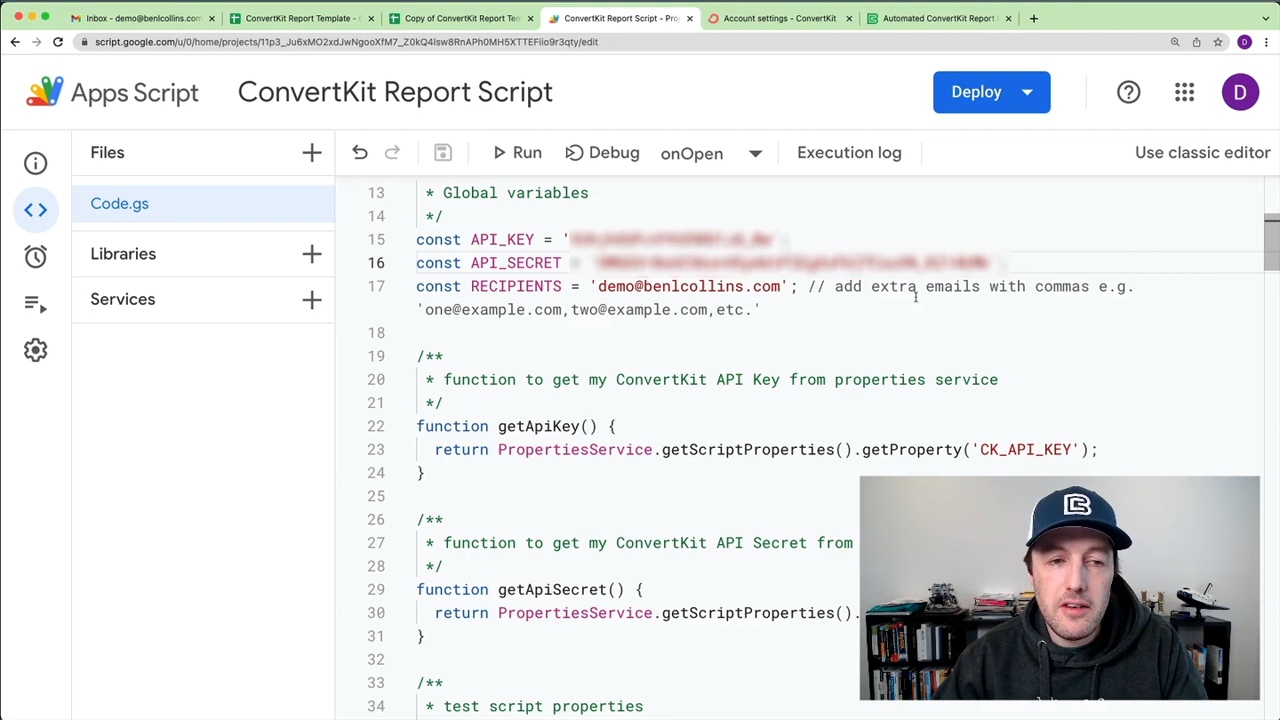 Inbox - demo@benlcollins.com
ConvertKit Report Template -
Copy of ConvertKit Report Tem
ConvertKit Report Script - Pro
Account settings - ConvertKit
Automated ConvertKit Report
script.google.com/u/0/home/projects/11p3_Ju6xMO2xdJwNgooXfM7_Z0kQ4lsw8RnAPh0MH5XTTEFIio9r3qty/edit
D
Apps Script
ConvertKit Report Script
Deploy
D
Files
Run
Debug
onOpen
Execution log
Use classic editor
Code.gs
Libraries
Services
13 * Global variables
14 */
15 const API_KEY = '
16 const API_SECRET =
17 const RECIPIENTS = 'demo@benlcollins.com'; // add extra emails with commas e.g.
'one@example.com,two@example.com,etc.'
18
19 /**
20 * function to get my ConvertKit API Key from properties service
21 */
22 function getApiKey() {
23 return PropertiesService.getScriptProperties().getProperty('CK_API_KEY');
24 }
25
26 /**
27 * function to get my ConvertKit API Secret from
28 */
29 function getApiSecret() {
30 return PropertiesService.getScriptProperties().
31 }
32
33 /**
34 * test script properties